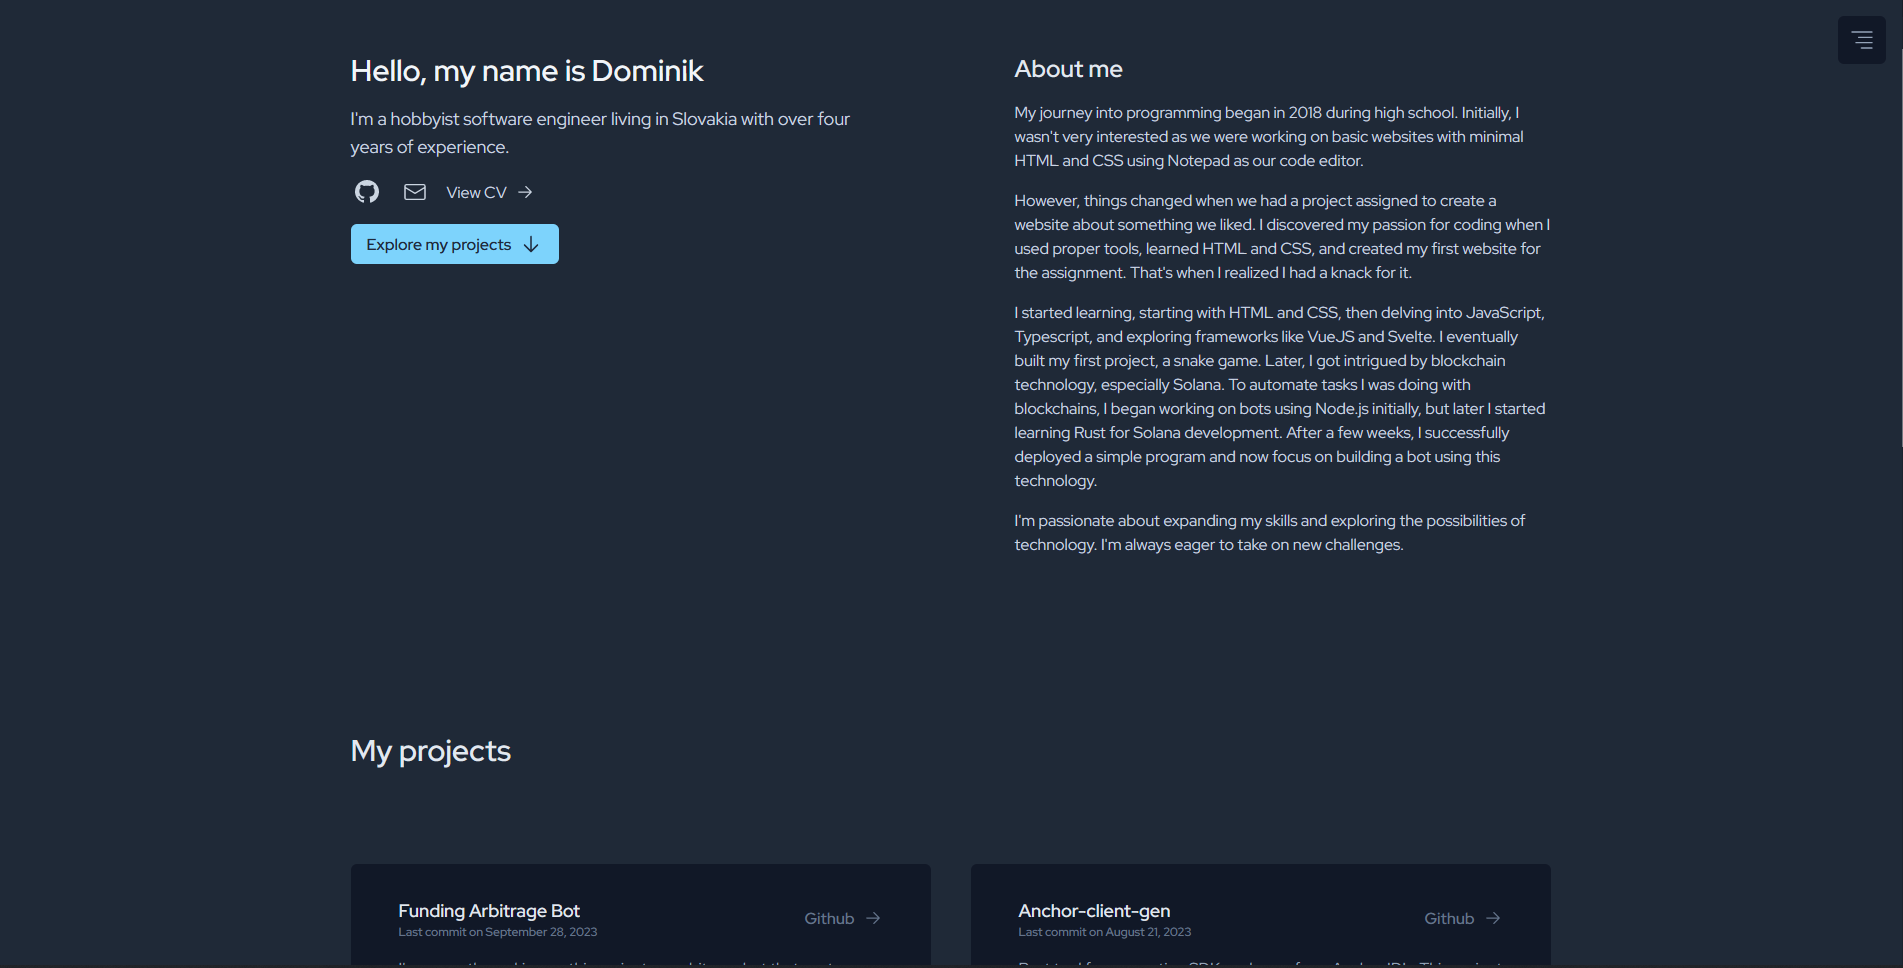 Hello, my name is Dominik
I'm a hobbyist software engineer living in Slovakia with over four
years of experience.
View CV
Explore my projects
About me
My journey into programming began in 2018 during high school. Initially, I
wasn't very interested as we were working on basic websites with minimal
HTML and CSS using Notepad as our code editor.
However, things changed when we had a project assigned to create a
website about something we liked. I discovered my passion for coding when I
used proper tools, learned HTML and CSS, and created my first website for
the assignment. That's when I realized I had a knack for it.
I started learning, starting with HTML and CSS, then delving into JavaScript,
Typescript, and exploring frameworks like VueJS and Svelte. I eventually
built my first project, a snake game. Later, I got intrigued by blockchain
technology, especially Solana. To automate tasks I was doing with
blockchains, I began working on bots using Node.js initially, but later I started
learning Rust for Solana development. After a few weeks, I successfully
deployed a simple program and now focus on building a bot using this
technology.
I'm passionate about expanding my skills and exploring the possibilities of
technology. I'm always eager to take on new challenges.
My projects
Funding Arbitrage Bot
Last commit on September 28, 2023
Github
Anchor-client-gen
Last commit on August 21, 2023
Github